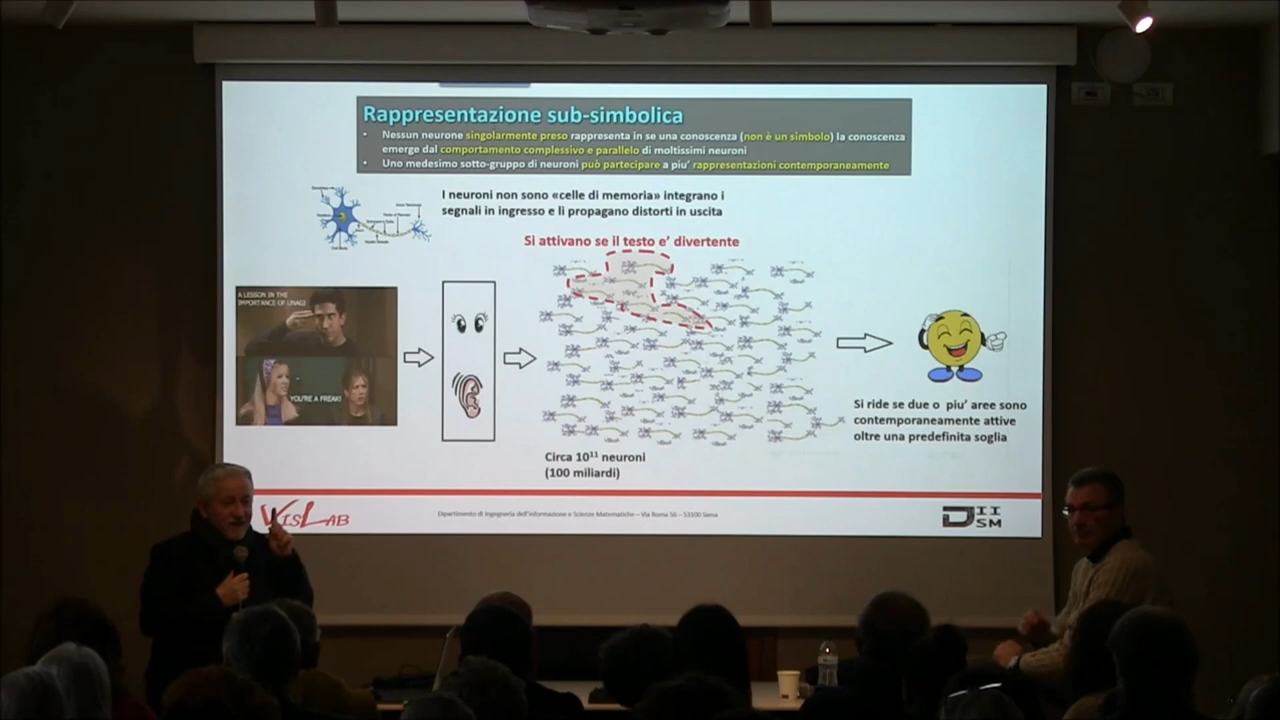 Rappresentazione sub-simbolica
• Nessun neurone singolarmente preso rappresenta in se una conoscenza (non è un simbolo) la conoscenza
emerge dal comportamento complessivo e parallelo di moltissimi neuroni
• Uno medesimo sotto-gruppo di neuroni può partecipare a piu' rappresentazioni contemporaneamente
I neuroni non sono «celle di memoria» integrano i
segnali in ingresso e li propagano distorti in uscita
Si attivano se il testo e' divertente
A LESSON IN THE
IMPORTANCE OF UNAGI
YOU'RE A FREAK!
Si ride se due o piu' aree sono
contemporaneamente attive
oltre una predefinita soglia
Circa 10¹¹ neuroni
(100 miliardi)
VISLAB
Dipartimento di Ingegneria dell'Informazione e Scienze Matematiche – Via Roma 56 – 53100 Siena
DII
SM